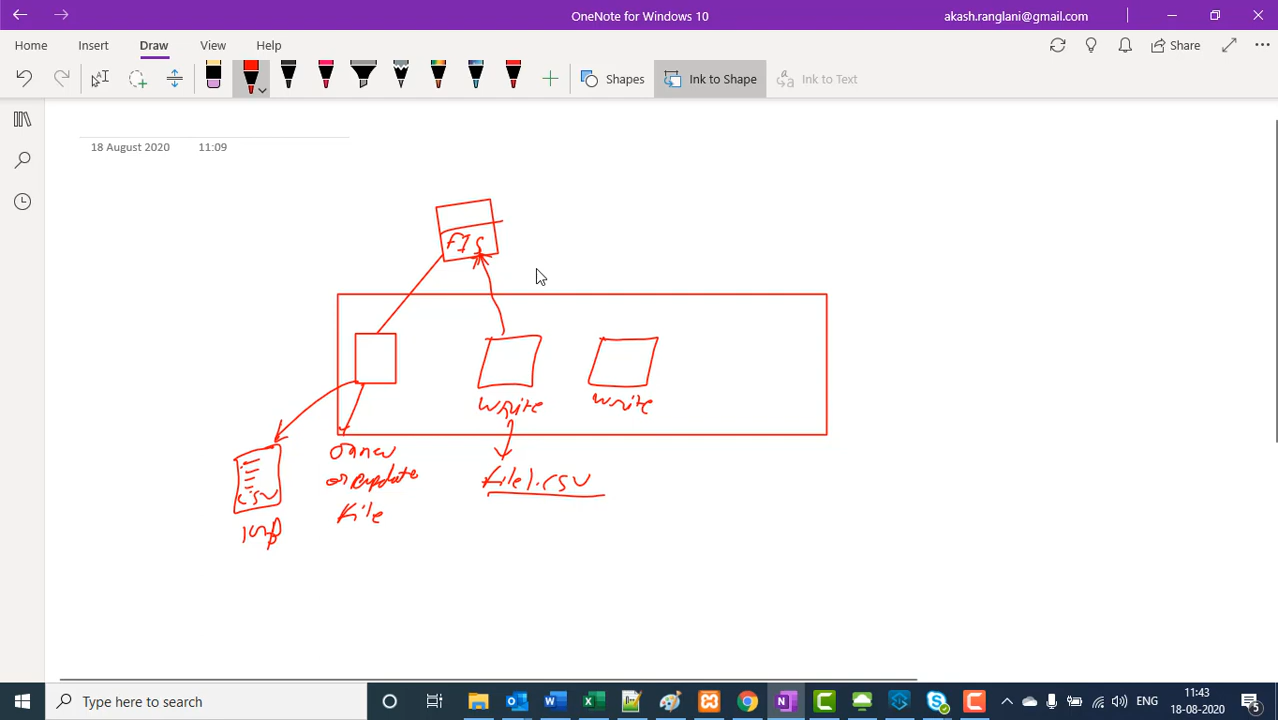 OneNote for Windows 10
akash.ranglani@gmail.com
Home Insert Draw View Help
Share
Shapes
Ink to Shape
Ink to Text
18 August 2020 11:09
write
write
or update
file1.csv
csv
file
Type here to search
ENG
11:43
18-08-2020
5